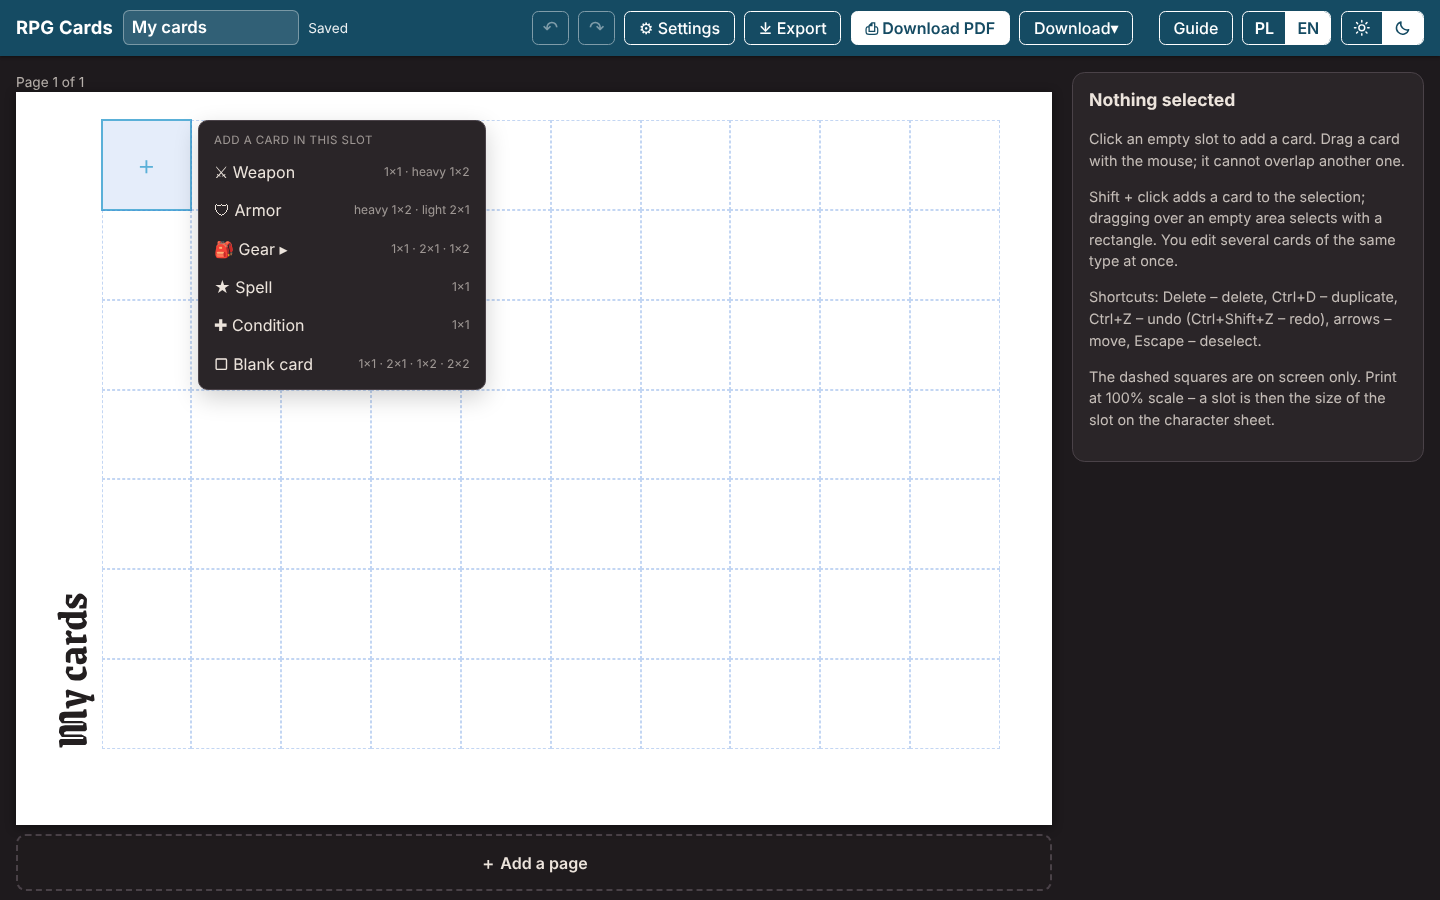 RPG Cards My cards Saved ↶ ↷ ⚙ Settings Export Download PDF Download▾ Guide PL EN
Page 1 of 1
+
ADD A CARD IN THIS SLOT
⚔ Weapon 1×1 · heavy 1×2
🛡 Armor heavy 1×2 · light 2×1
🎒 Gear ▸ 1×1 · 2×1 · 1×2
★ Spell 1×1
✚ Condition 1×1
☐ Blank card 1×1 · 2×1 · 1×2 · 2×2
My cards
+ Add a page
Nothing selected
Click an empty slot to add a card. Drag a card
with the mouse; it cannot overlap another one.
Shift + click adds a card to the selection;
dragging over an empty area selects with a
rectangle. You edit several cards of the same
type at once.
Shortcuts: Delete – delete, Ctrl+D – duplicate,
Ctrl+Z – undo (Ctrl+Shift+Z – redo), arrows –
move, Escape – deselect.
The dashed squares are on screen only. Print
at 100% scale – a slot is then the size of the
slot on the character sheet.